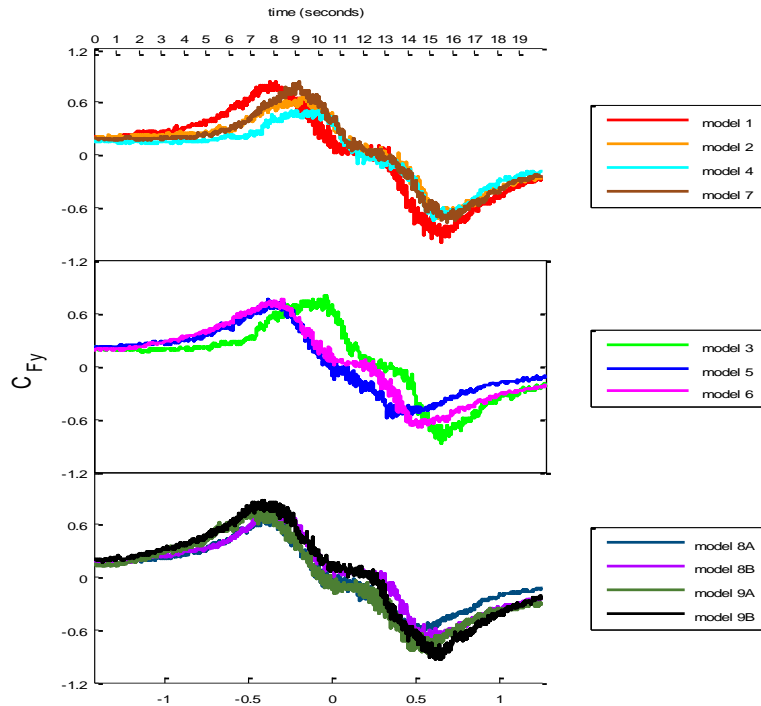 time (seconds)
0 1 2 3 4 5 6 7 8 9 10 11 12 13 14 15 16 17 18 19
1.2
0.6
0
-0.6
-1.2
model 1
model 2
model 4
model 7
0.6
0
-0.6
-1.2
model 3
model 5
model 6
C Fy
0.6
0
-0.6
-1.2
model 8A
model 8B
model 9A
model 9B
-1 -0.5 0 0.5 1